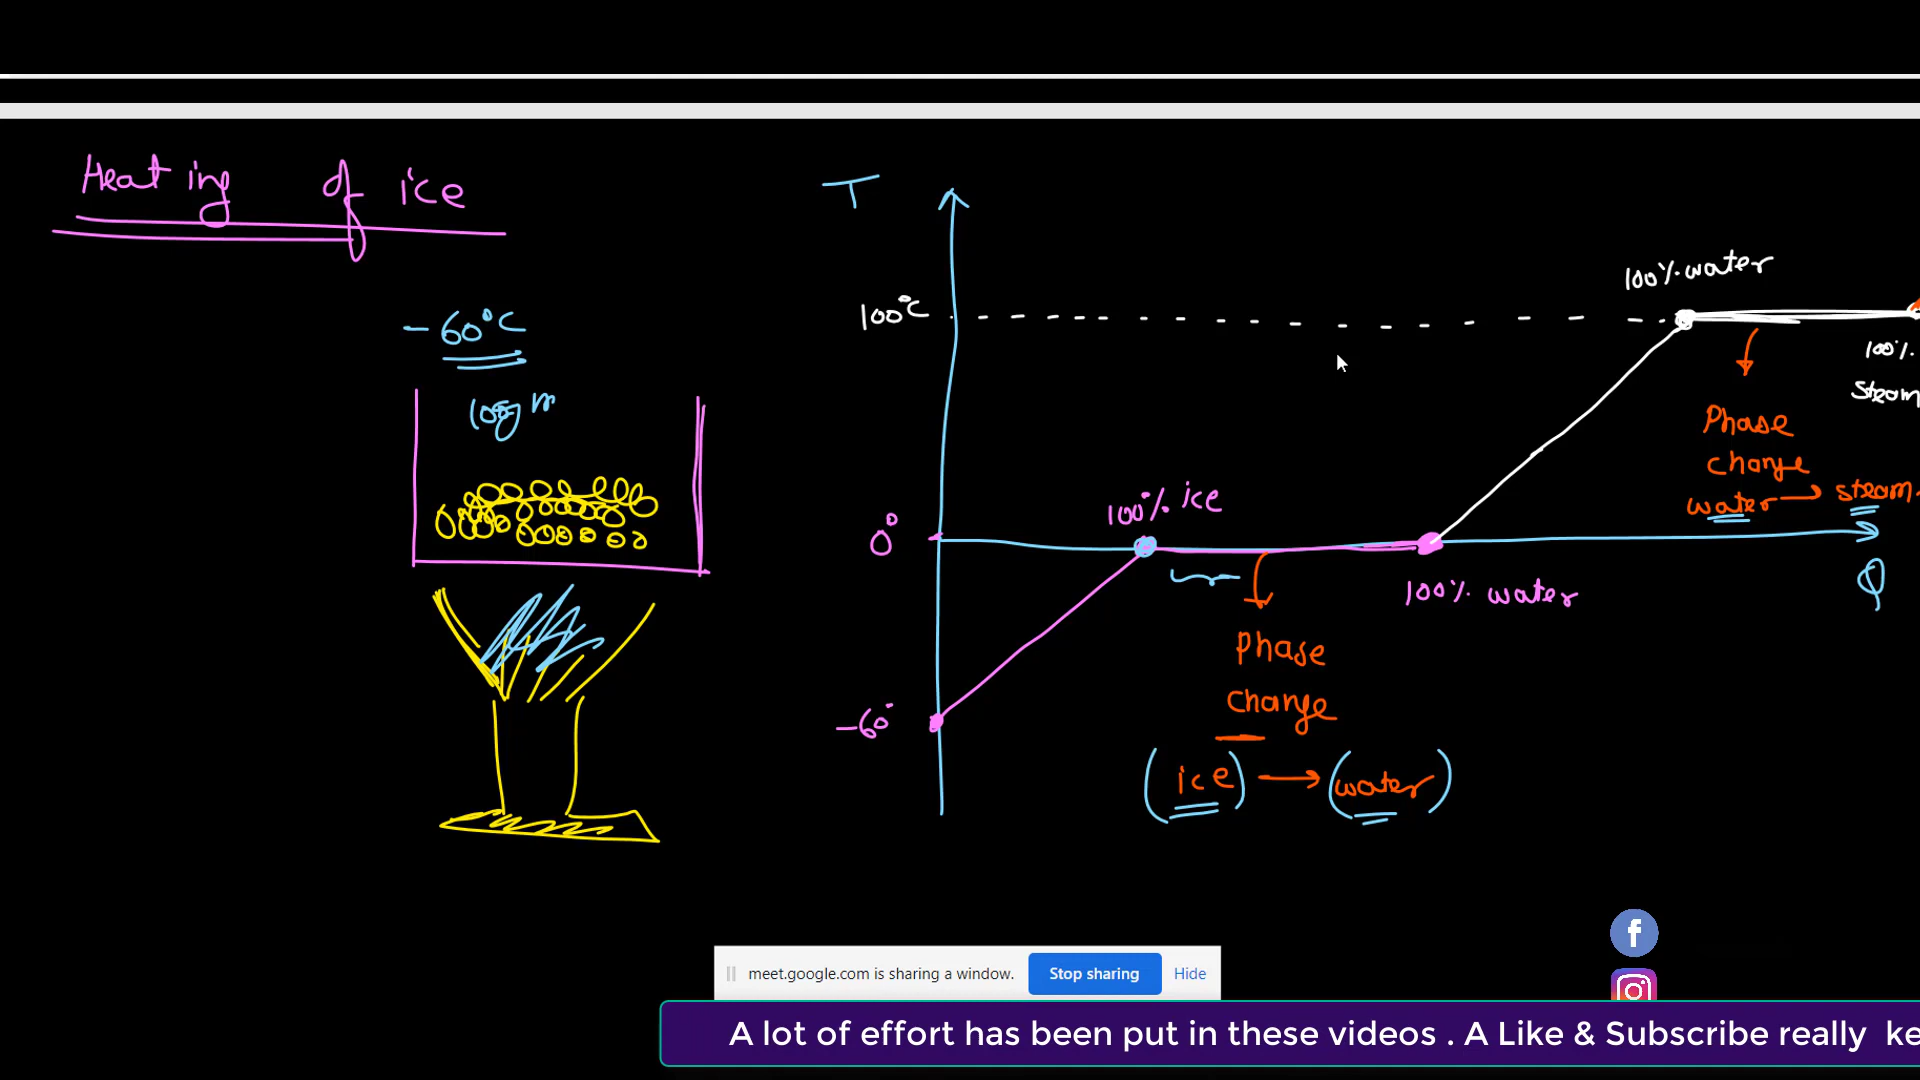 Heating of ice
-60°C
100gm
T
100°C
0°
-60°
100% ice
100% water
Phase
change
(ice) → (water)
100% water
100%
Steam
Phase
change
water → steam
Q
meet.google.com is sharing a window.
Stop sharing
Hide
A lot of effort has been put in these videos . A Like & Subscribe really ke